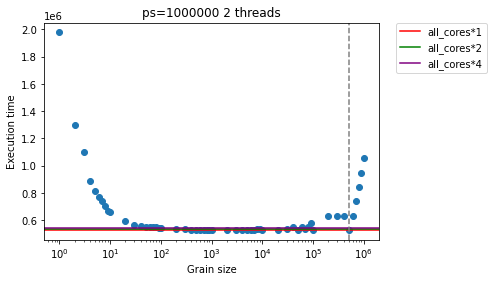 ps=1000000 2 threads
1e6
2.0
1.8
1.6
1.4
1.2
1.0
0.8
0.6
Execution time
10^0
10^1
10^2
10^3
10^4
10^5
10^6
Grain size
all_cores*1
all_cores*2
all_cores*4